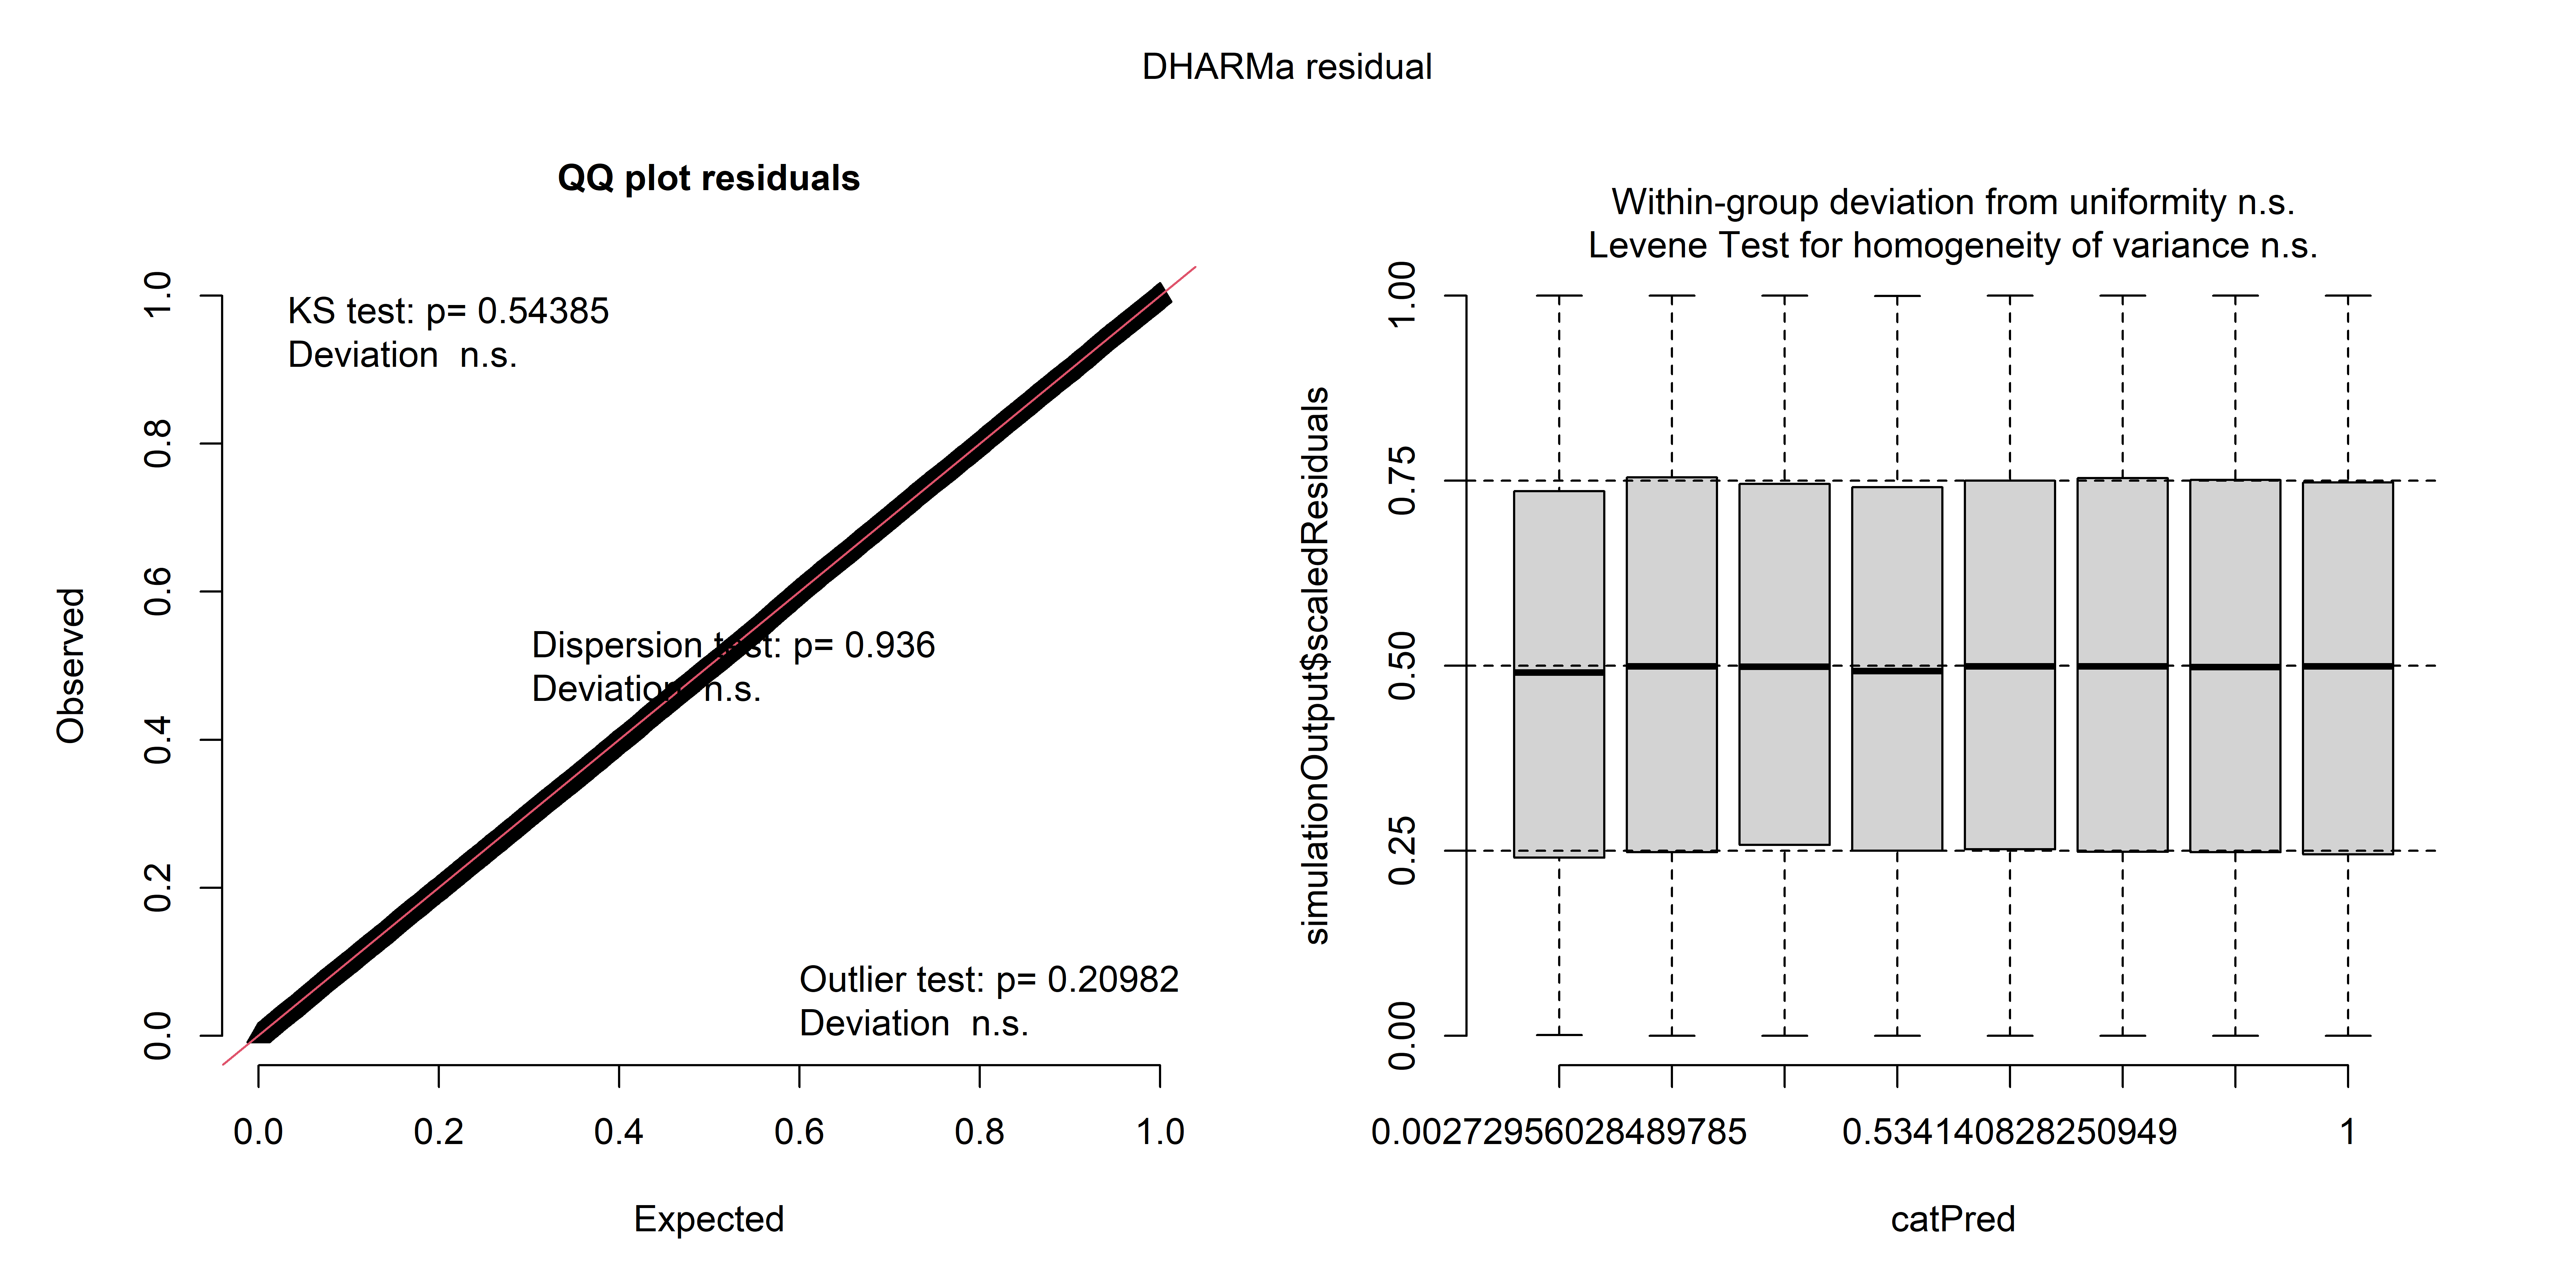 DHARMa residual
QQ plot residuals
KS test: p= 0.54385
Deviation  n.s.
Dispersion test: p= 0.936
Deviation  n.s.
Outlier test: p= 0.20982
Deviation  n.s.
Observed
0.0
0.2
0.4
0.6
0.8
1.0
0.0
0.2
0.4
0.6
0.8
1.0
Expected
Within-group deviation from uniformity n.s.
Levene Test for homogeneity of variance n.s.
simulationOutput$scaledResiduals
0.00
0.25
0.50
0.75
1.00
0.00272956028489785
0.534140828250949
1
catPred